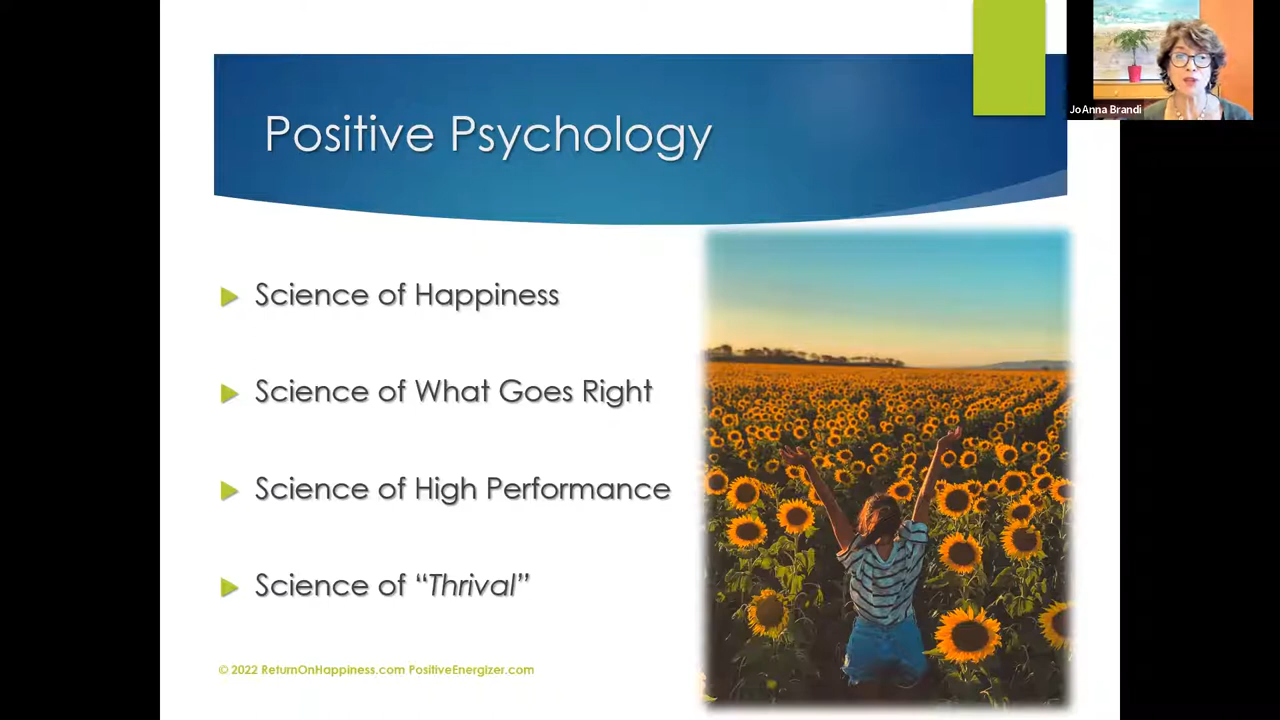 Positive Psychology
JoAnna Brandi
Science of Happiness
Science of What Goes Right
Science of High Performance
Science of “Thrival”
© 2022 ReturnOnHappiness.com PositiveEnergizer.com